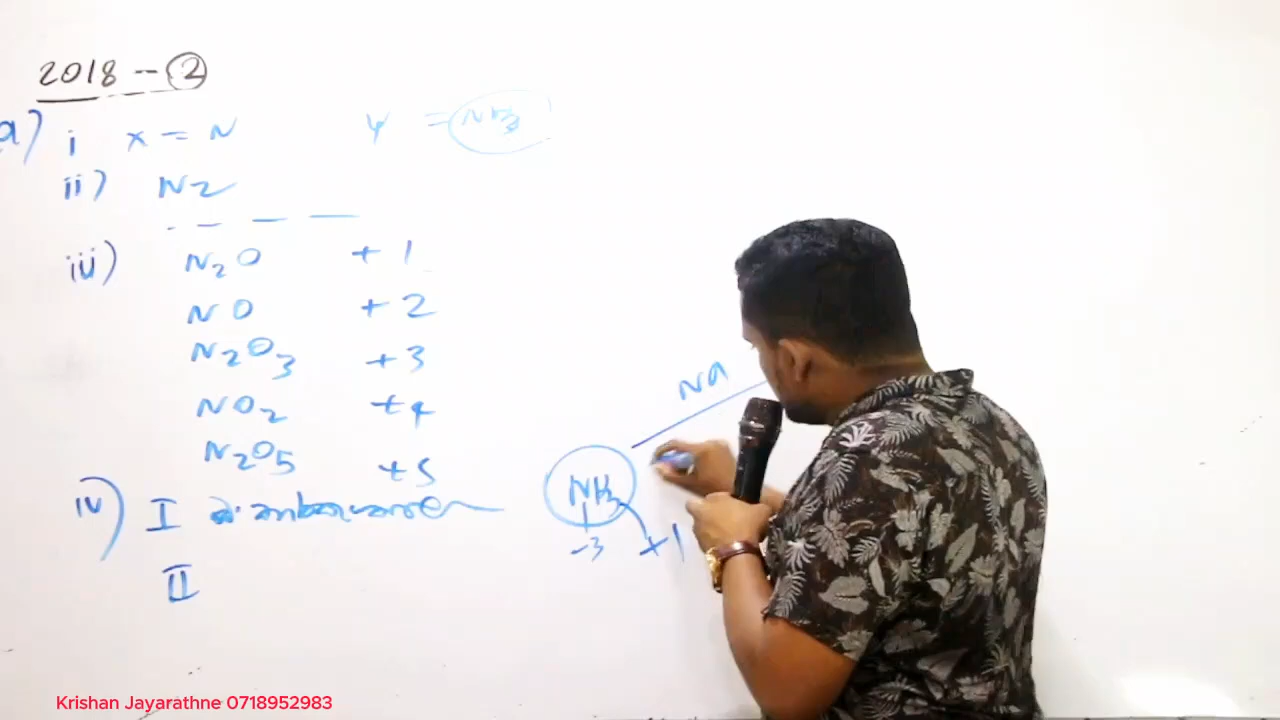 2018 -- ②
a) i x = N Y = NH3
ii) N2
iii) N2O + 1
NO + 2
N2O3 + 3
NO2 + 4
N2O5 + 5
iv) I
II
Na
NH3
-3 +1
Krishan Jayarathne 0718952983